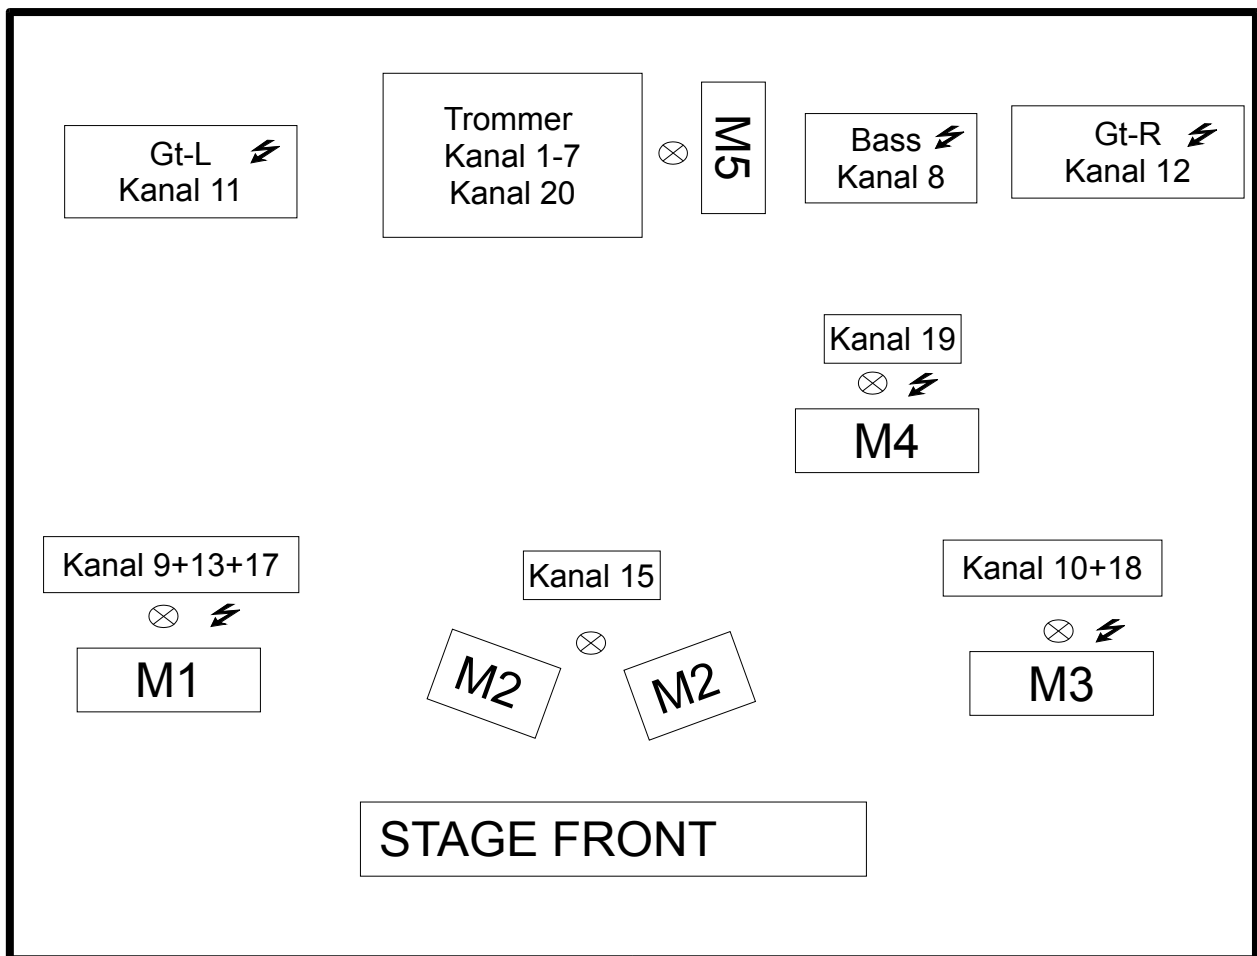 Gt-L
Kanal 11
Trommer
Kanal 1-7
Kanal 20
M5
Bass
Kanal 8
Gt-R
Kanal 12
Kanal 19
M4
Kanal 9+13+17
M1
Kanal 15
M2
M2
Kanal 10+18
M3
STAGE FRONT